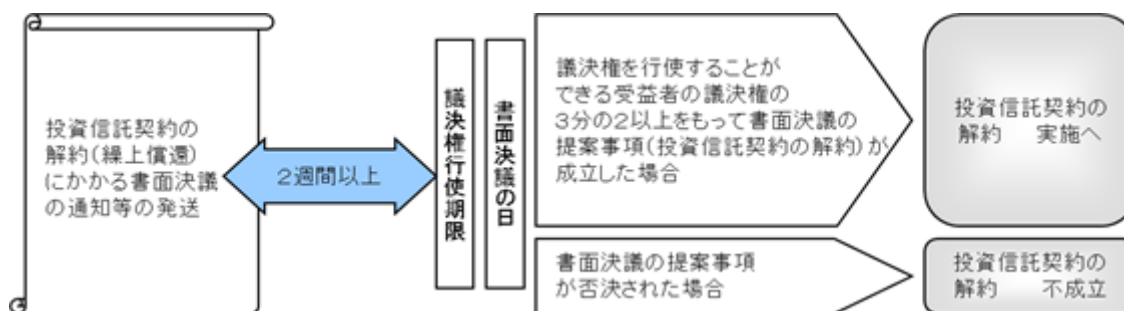 投資信託契約の
解約(繰上償還)
にかかる書面決議
の通知等の発送
２週間以上
議決権行使期限
書面決議の日
議決権を行使することが
できる受益者の議決権の
３分の２以上をもって書面決議の
提案事項(投資信託契約の解約)が
成立した場合
投資信託契約の
解約　実施へ
書面決議の提案事項
が否決された場合
投資信託契約の
解約　不成立